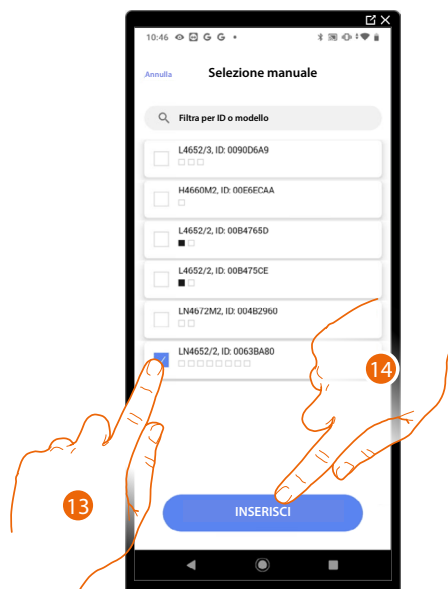 10:46 G G
Annulla Selezione manuale
Filtra per ID o modello
L4652/3, ID: 0090D6A9
H4660M2, ID: 00E6ECAA
L4652/2, ID: 00B4765D
L4652/2, ID: 00B475CE
LN4672M2, ID: 004B2960
LN4652/2, ID: 0063BA80
14
13
INSERISCI